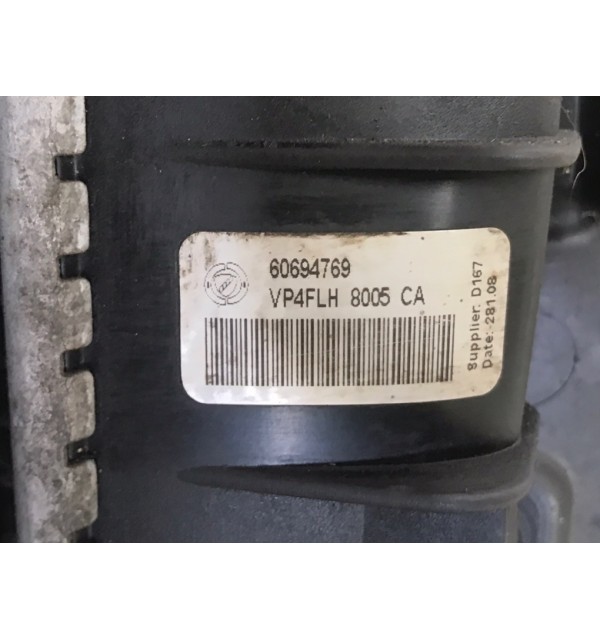 60694769
VP4FLH 8005 CA
Supplier: D167
Date: 281.08